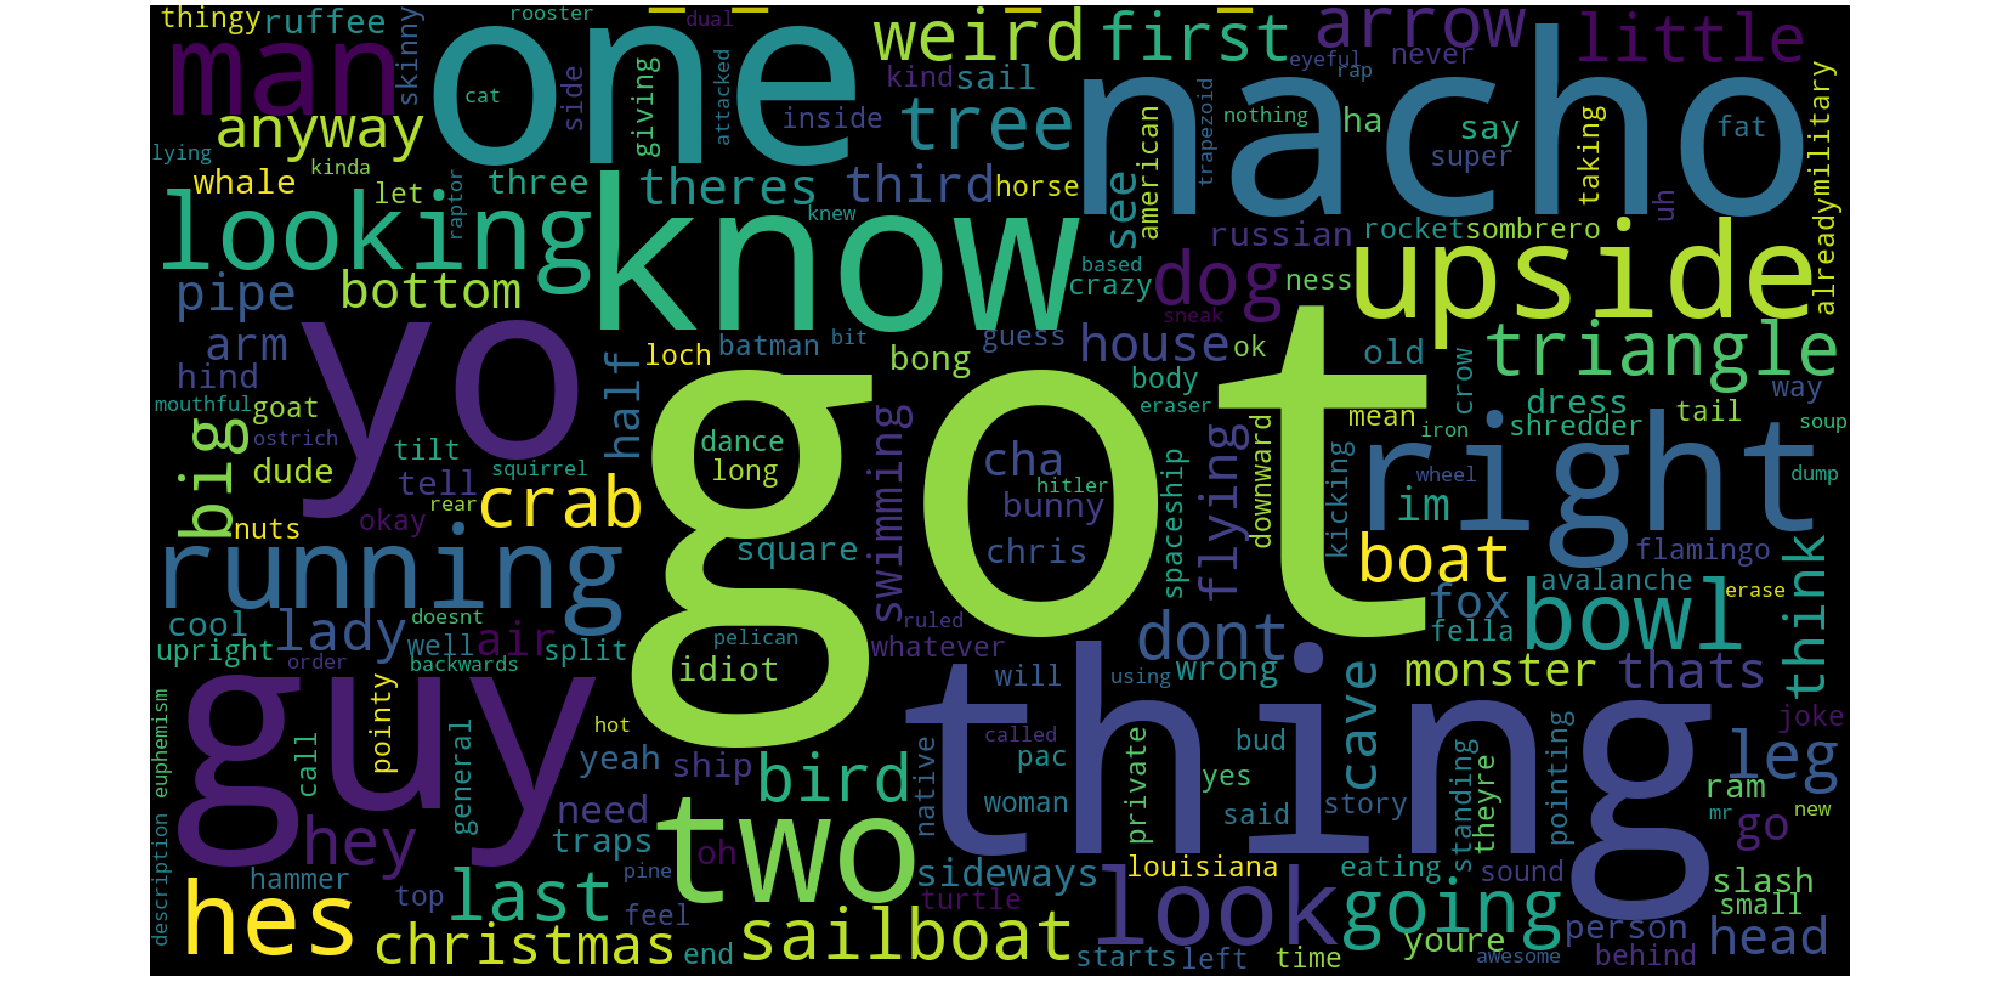 thingy
ruffee
rooster
dual
weird
first
arrow
little
man
one
nacho
skinny
cat
side
giving
attacked
kind
sail
eyeful
rap
never
anyway
inside
tree
american
trapezoid
nothing
ha
say
super
taking
fat
alreadymilitary
lying
kinda
whale
let
raptor
three
theres
third
horse
see
uh
looking
know
knew
russian
rocket
sombrero
pipe
bottom
based
crazy
dog
ness
upside
sneak
arm
yo
half
loch
batman
bit
guess
house
ok
old
triangle
hind
bong
body
crow
way
mouthful
goat
got
eraser
mean
dress
tail
soup
ostrich
big
tilt
dance
swimming
flying
downward
iron
shredder
right
dude
tell
squirrel
long
cha
hitler
spaceship
kicking
wheel
dump
rear
crab
bunny
im
nuts
okay
running
square
chris
boat
flamingo
think
avalanche
erase
cool
doesnt
lady
well
air
split
pelican
ruled
whatever
dont
fox
fella
bowl
upright
order
backwards
idiot
will
using
wrong
cave
monster
thats
euphemism
description
guy
pointy
hot
thing
called
joke
call
general
yeah
ship
bird
native
pac
private
bud
yes
standing
theyre
pointing
leg
need
two
woman
said
story
ram
mr
new
hey
traps
oh
go
hammer
pine
sideways
louisiana
look
eating
sound
slash
hes
top
last
feel
turtle
going
small
christmas
end
sailboat
starts
left
time
youre
awesome
person
behind
head